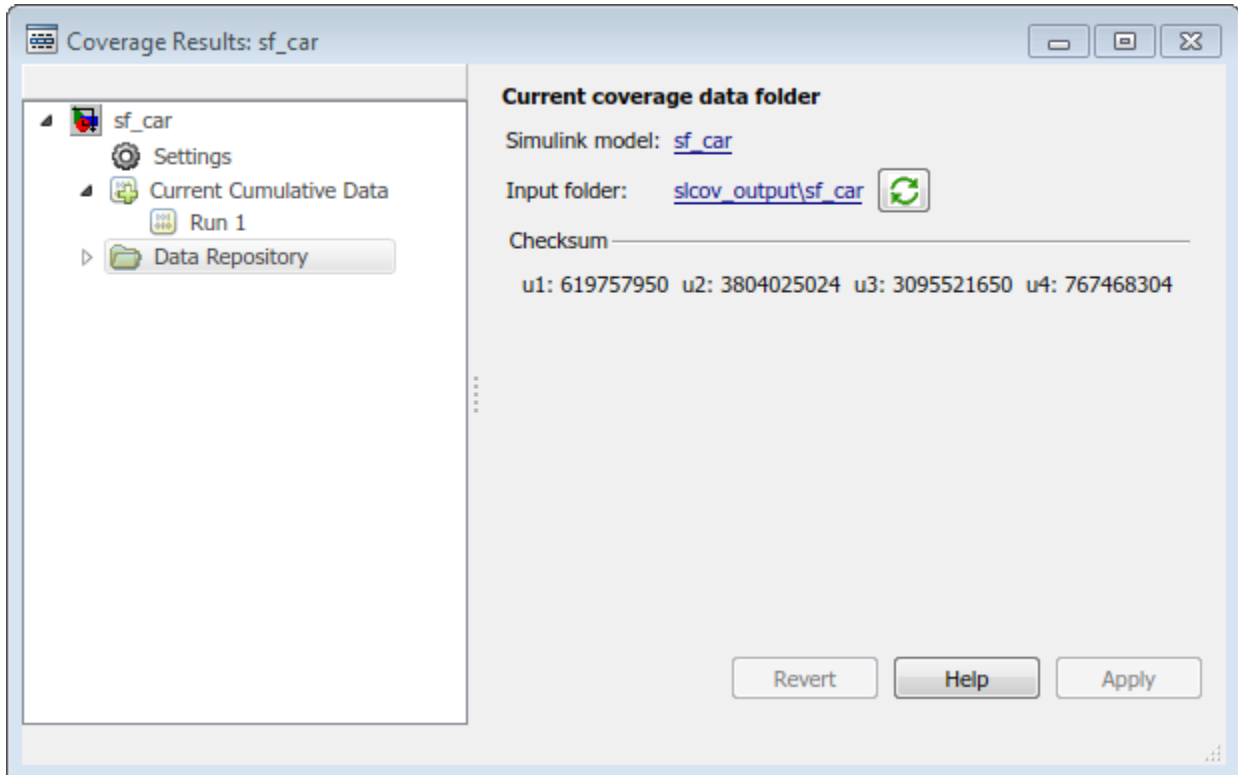 Coverage Results: sf_car
sf_car
Settings
Current Cumulative Data
Run 1
Data Repository
Current coverage data folder
Simulink model: sf_car
Input folder: slcov_output\sf_car
Checksum
u1: 619757950 u2: 3804025024 u3: 3095521650 u4: 767468304
Revert Help Apply